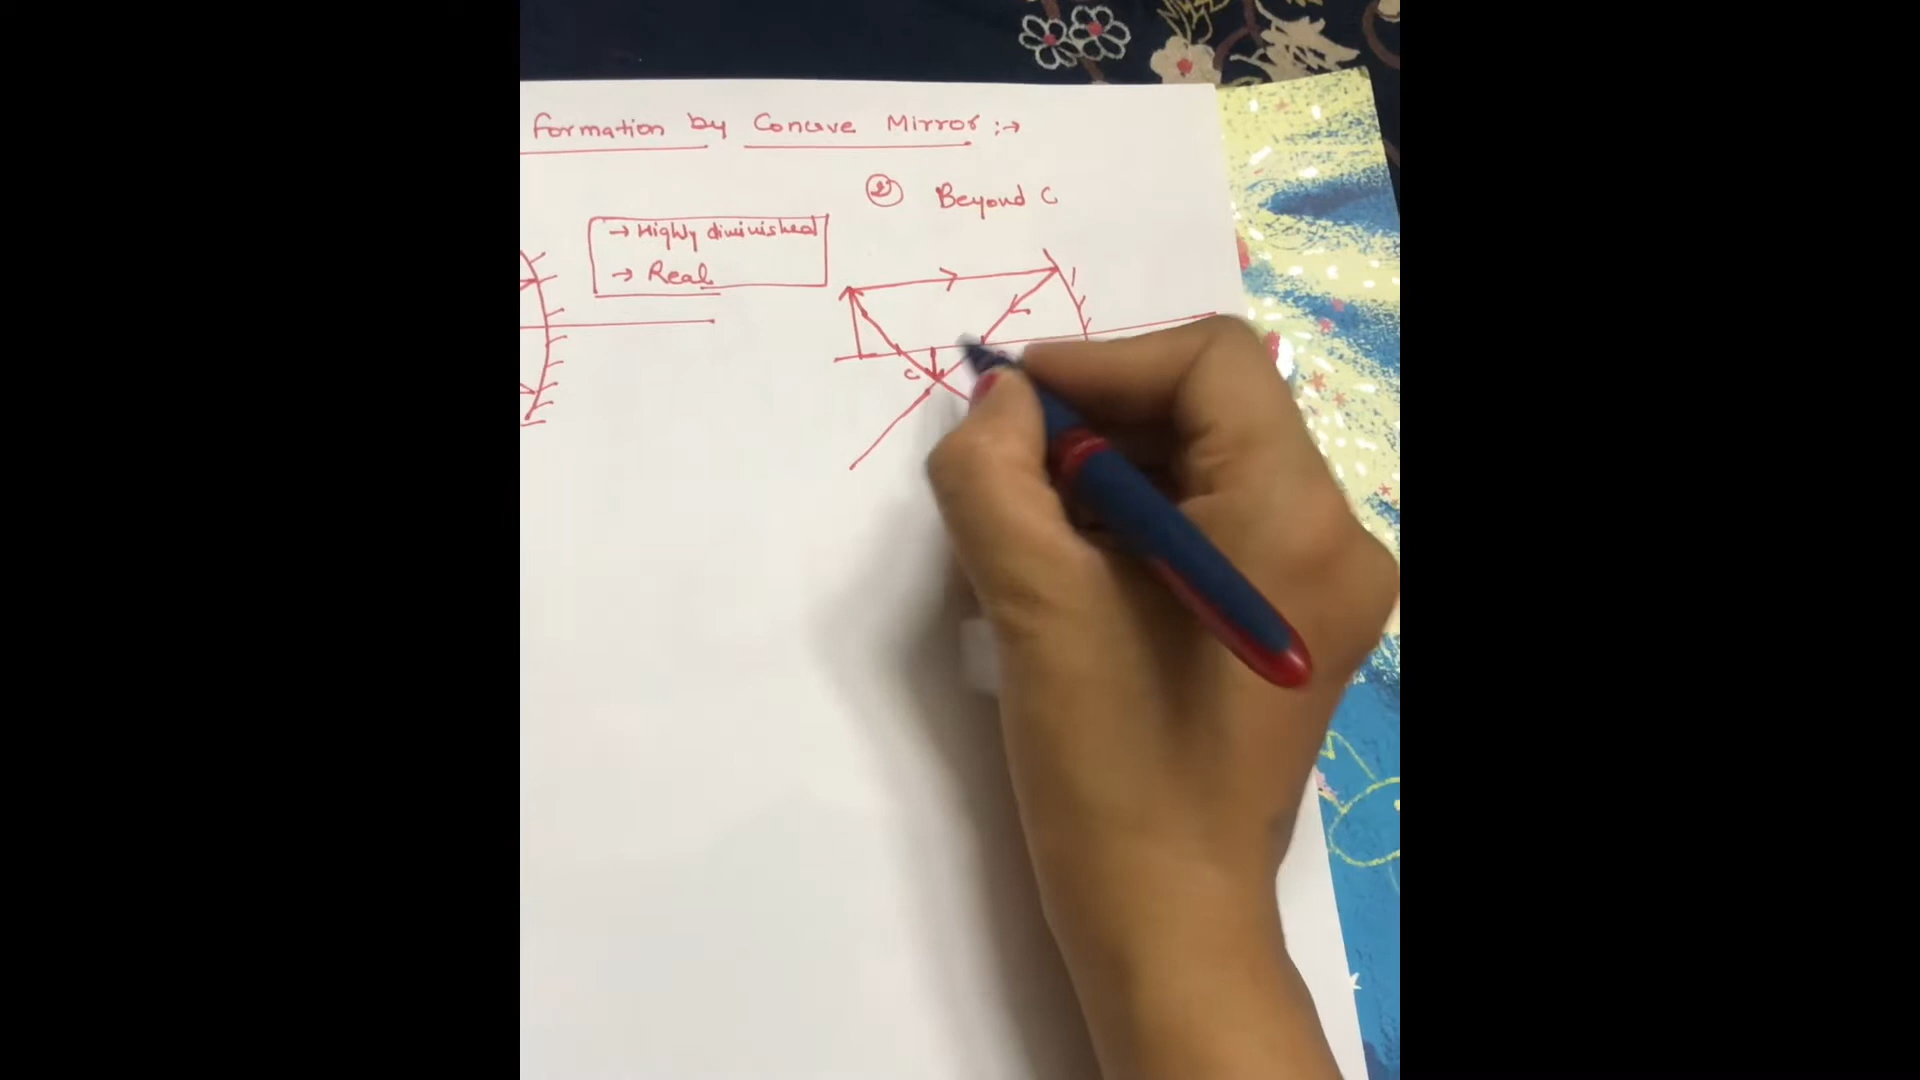 Formation by Concave Mirror :→
② Beyond C
→ Highly diminished
→ Real
C